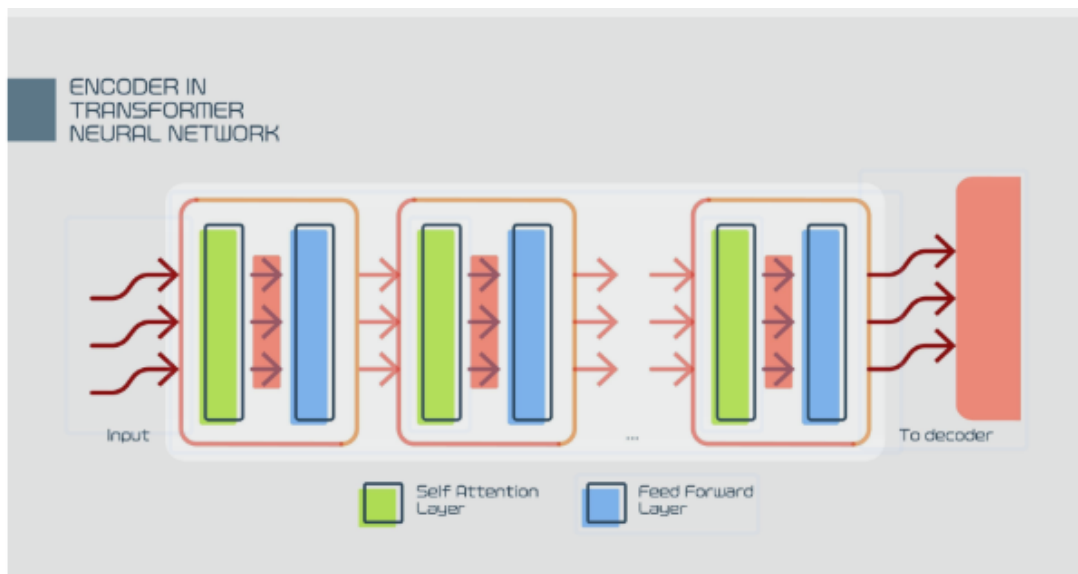 ENCODER IN
TRANSFORMER
NEURAL NETWORK
Input
...
To decoder
Self Attention
Layer
Feed Forward
Layer